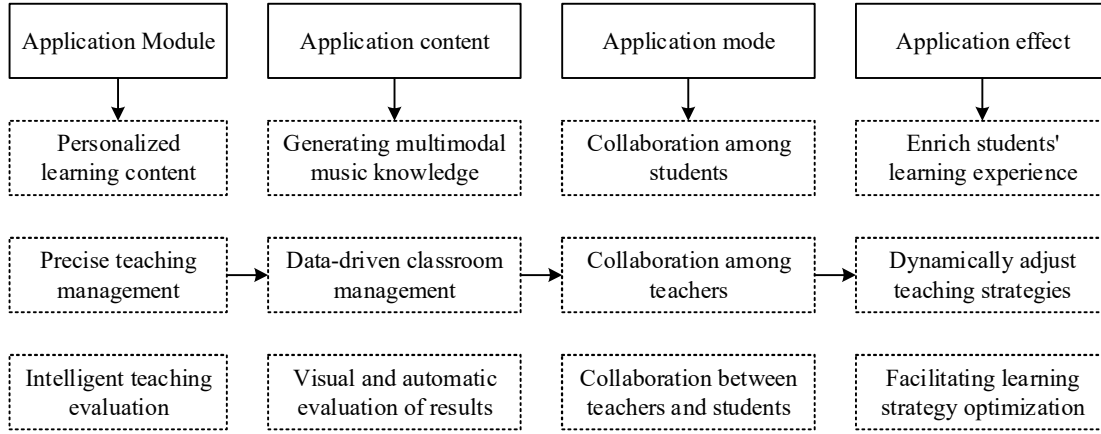 Application Module
Application content
Application mode
Application effect
Personalized
learning content
Generating multimodal
music knowledge
Collaboration among
students
Enrich students'
learning experience
Precise teaching
management
Data-driven classroom
management
Collaboration among
teachers
Dynamically adjust
teaching strategies
Intelligent teaching
evaluation
Visual and automatic
evaluation of results
Collaboration between
teachers and students
Facilitating learning
strategy optimization